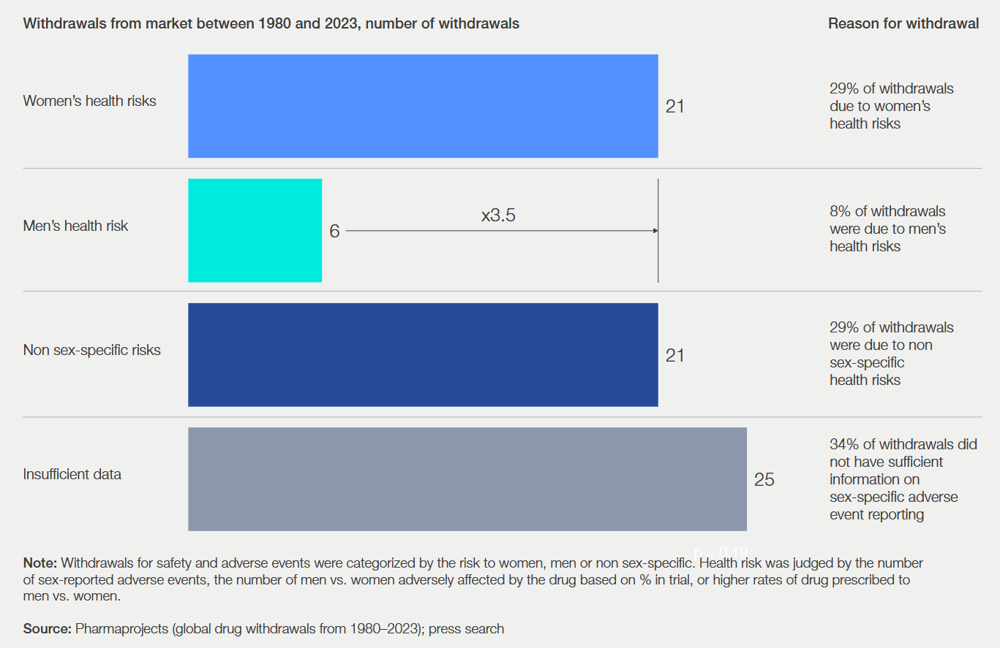 Withdrawals from market between 1980 and 2023, number of withdrawals
Reason for withdrawal
Women’s health risks
21
29% of withdrawals
due to women’s
health risks
Men’s health risk
6
x3.5
8% of withdrawals
were due to men’s
health risks
Non sex-specific risks
21
29% of withdrawals
were due to non
sex-specific
health risks
Insufficient data
25
34% of withdrawals did
not have sufficient
information on
sex-specific adverse
event reporting
p = 0.19
Note: Withdrawals for safety and adverse events were categorized by the risk to women, men or non sex-specific. Health risk was judged by the number
of sex-reported adverse events, the number of men vs. women adversely affected by the drug based on % in trial, or higher rates of drug prescribed to
men vs. women.
Source: Pharmaprojects (global drug withdrawals from 1980–2023); press search